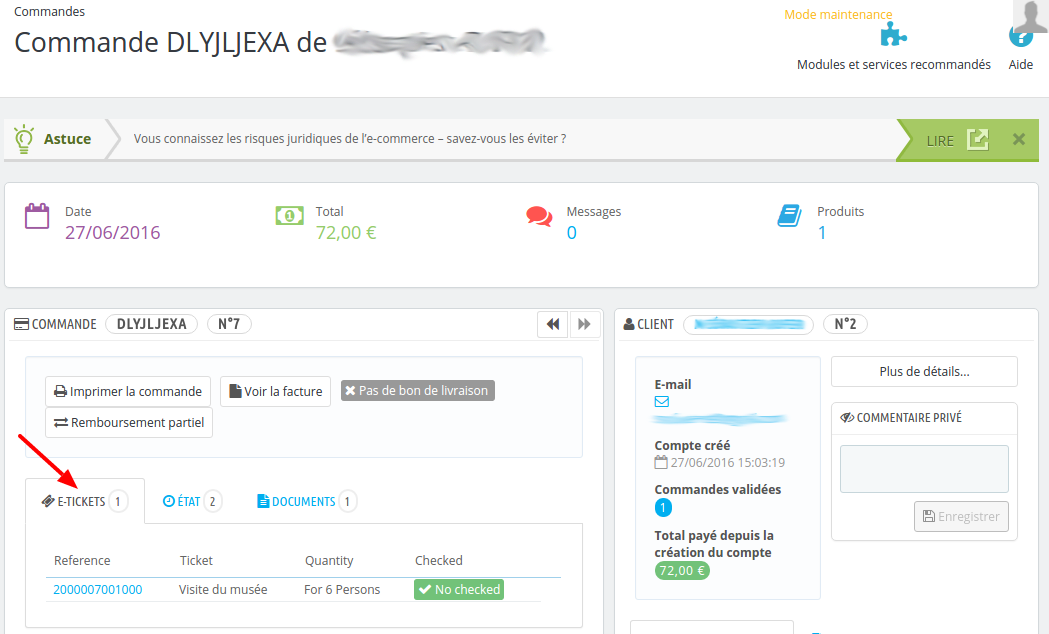 Commandes
Mode maintenance
Commande DLYJLJEXA de
Modules et services recommandés
Aide
Astuce
Vous connaissez les risques juridiques de l'e-commerce – savez-vous les éviter ?
LIRE
Date
27/06/2016
Total
72,00 €
Messages
0
Produits
1
COMMANDE DLYJLJEXA N°7
Imprimer la commande
Voir la facture
Pas de bon de livraison
Remboursement partiel
E-TICKETS 1
ÉTAT 2
DOCUMENTS 1
Reference Ticket Quantity Checked
2000007001000 Visite du musée For 6 Persons No checked
CLIENT N°2
E-mail
Compte créé
27/06/2016 15:03:19
Commandes validées
1
Total payé depuis la
création du compte
72,00 €
Plus de détails...
COMMENTAIRE PRIVÉ
Enregistrer